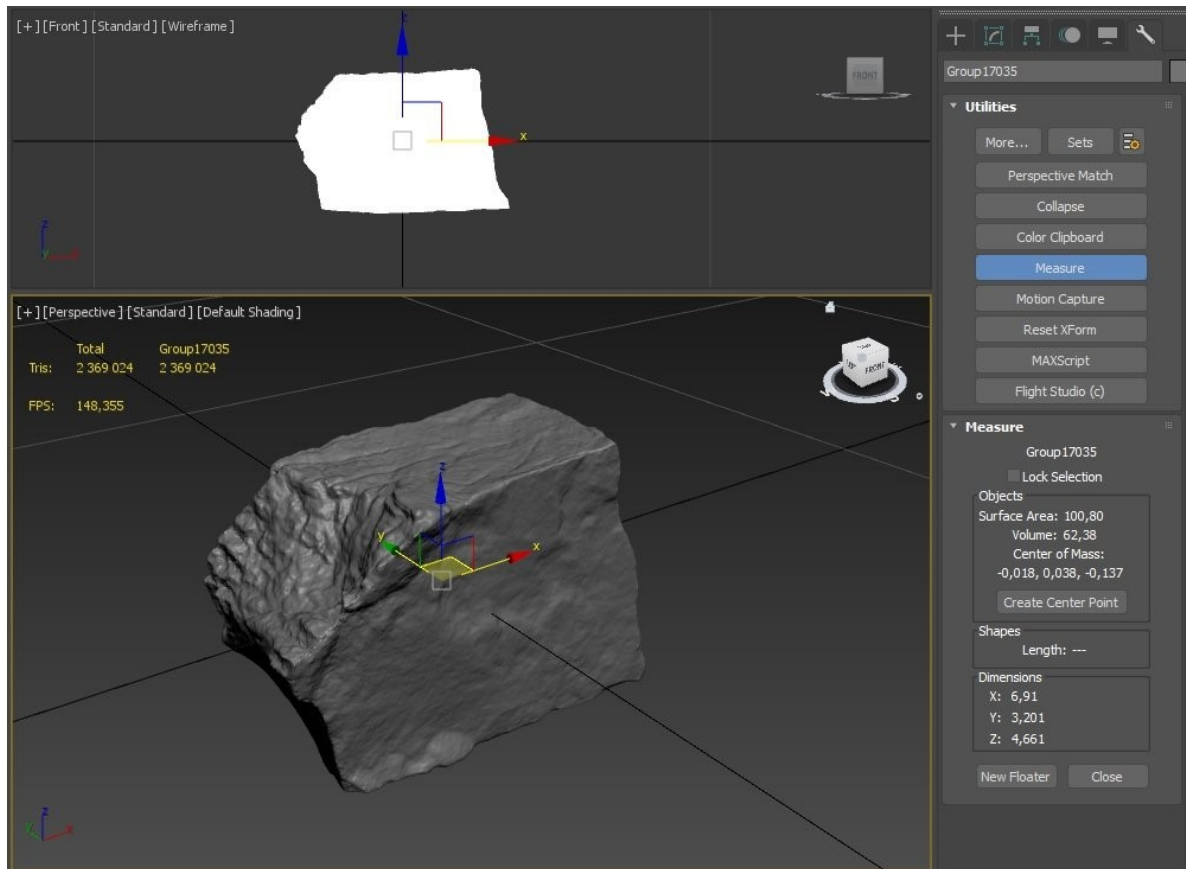 [+] [Front] [Standard] [Wireframe]
z
FRONT
x
z
y
x
[+] [Perspective] [Standard] [Default Shading]
Total Group17035
Tris: 2 369 024 2 369 024
FPS: 148,355
FRONT
z
y
x
z
y
x
Group17035
Utilities
More... Sets
Perspective Match
Collapse
Color Clipboard
Measure
Motion Capture
Reset XForm
MAXScript
Flight Studio (c)
Measure
Group17035
Lock Selection
Objects
Surface Area: 100,80
Volume: 62,38
Center of Mass:
-0,018, 0,038, -0,137
Create Center Point
Shapes
Length: ---
Dimensions
X: 6,91
Y: 3,201
Z: 4,661
New Floater Close